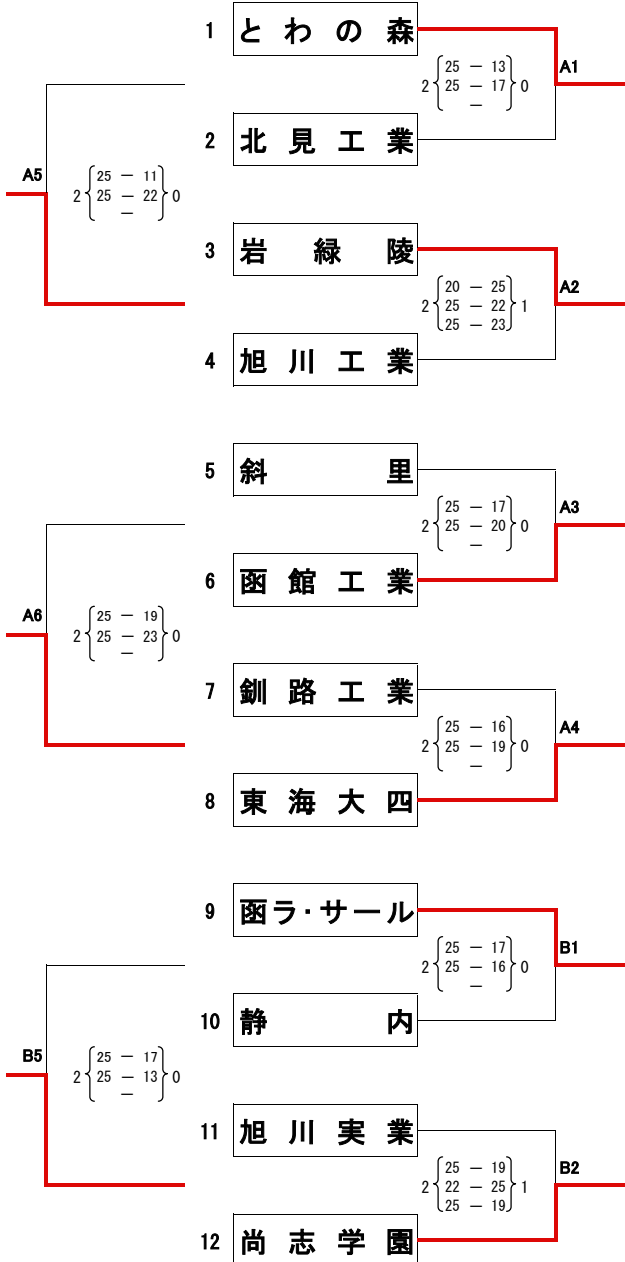 1 とわの森
25 － 13
2 25 － 17 0
－
A1
2 北見工業
A5
25 － 11
2 25 － 22 0
－
3 岩緑陵
20 － 25
2 25 － 22 1
25 － 23
A2
4 旭川工業
5 斜里
25 － 17
2 25 － 20 0
－
A3
6 函館工業
A6
25 － 19
2 25 － 23 0
－
7 釧路工業
25 － 16
2 25 － 19 0
－
A4
8 東海大四
9 函ラ・サール
25 － 17
2 25 － 16 0
－
B1
10 静内
B5
25 － 17
2 25 － 13 0
－
11 旭川実業
25 － 19
2 22 － 25 1
25 － 19
B2
12 尚志学園